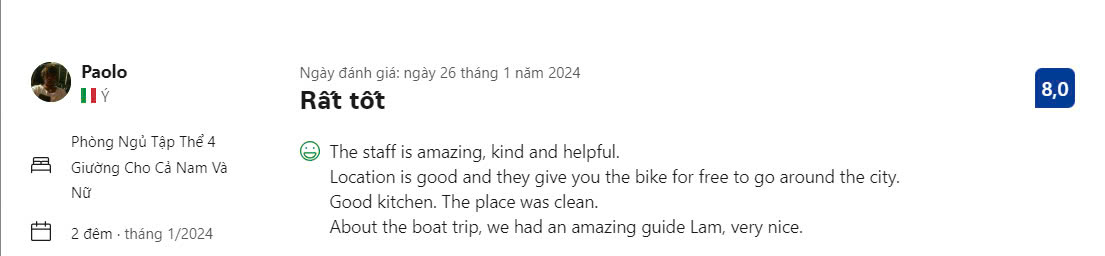 Paolo
Ý
Phòng Ngủ Tập Thể 4
Giường Cho Cả Nam Và
Nữ
2 đêm · tháng 1/2024
Ngày đánh giá: ngày 26 tháng 1 năm 2024
Rất tốt
8,0
The staff is amazing, kind and helpful.
Location is good and they give you the bike for free to go around the city.
Good kitchen. The place was clean.
About the boat trip, we had an amazing guide Lam, very nice.